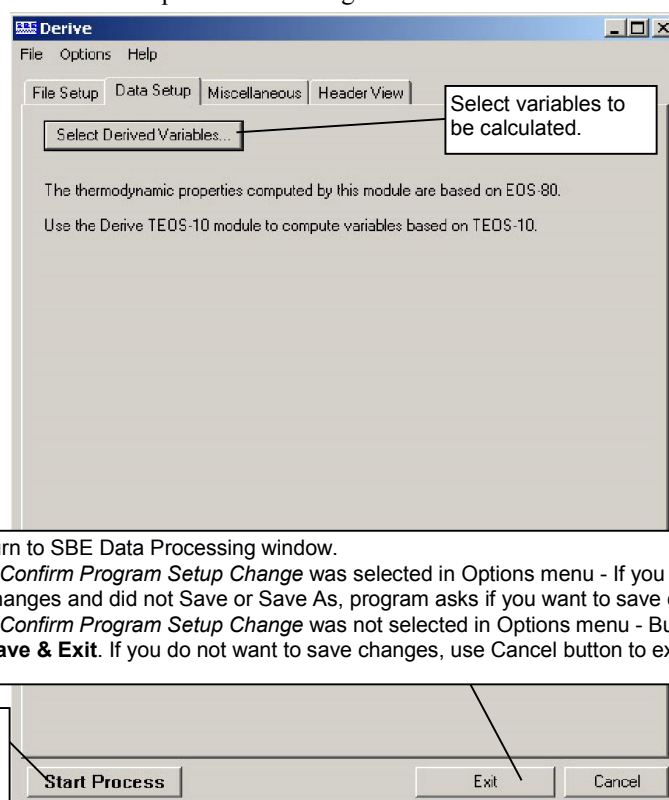 Derive
File Options Help
File Setup Data Setup Miscellaneous Header View
Select variables to
be calculated.
Select Derived Variables...
The thermodynamic properties computed by this module are based on EOS-80.
Use the Derive TEOS-10 module to compute variables based on TEOS-10.
to SBE Data Processing window.
Confirm Program Setup Change was selected in Options menu - If you
and did not Save or Save As, program asks if you want to save
Confirm Program Setup Change was not selected in Options menu -
& Exit. If you do not want to save changes, use Cancel button to
Start Process Exit Cancel